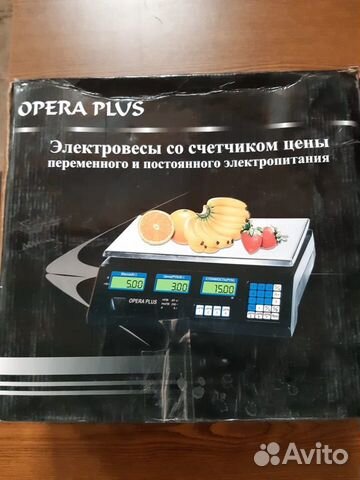 OPERA PLUS
Электровесы со счетчиком цены
переменного и постоянного электропитания
5.00 3.00 15.00
OPERA PLUS
Avito